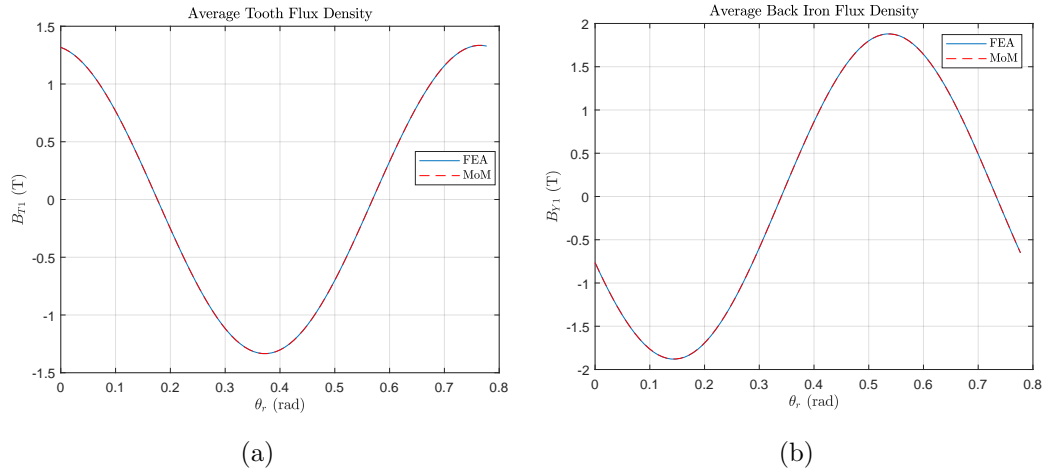 Average Tooth Flux Density
1.5
1
0.5
0
-0.5
-1
-1.5
B_{T1} (T)
FEA
MoM
0 0.1 0.2 0.3 0.4 0.5 0.6 0.7 0.8
θ_r (rad)
(a)
Average Back Iron Flux Density
2
1.5
1
0.5
0
-0.5
-1
-1.5
-2
B_{Y1} (T)
FEA
MoM
0 0.1 0.2 0.3 0.4 0.5 0.6 0.7 0.8
θ_r (rad)
(b)